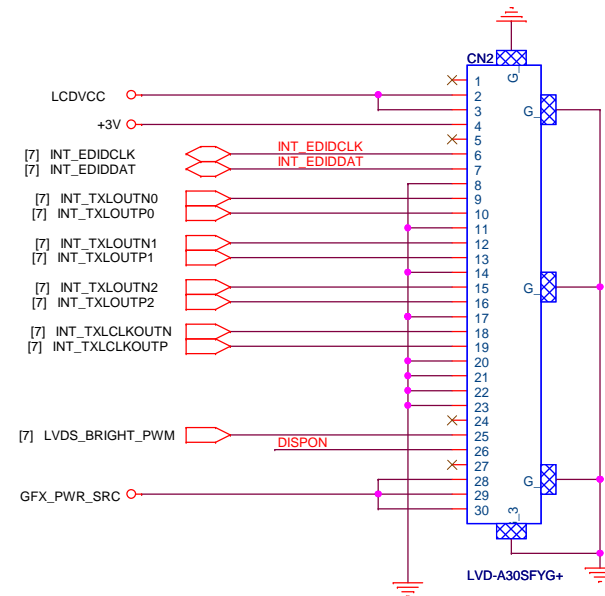 CN2
G_
1
LCDVCC 2
3 G_
+3V 4
5
[7] INT_EDIDCLK INT_EDIDCLK 6
[7] INT_EDIDDAT INT_EDIDDAT 7
8
[7] INT_TXLOUTN0 9
[7] INT_TXLOUTP0 10
11
[7] INT_TXLOUTN1 12
[7] INT_TXLOUTP1 13
14
[7] INT_TXLOUTN2 15 G_
[7] INT_TXLOUTP2 16
17
[7] INT_TXLCLKOUTN 18
[7] INT_TXLCLKOUTP 19
20
21
22
23
24
[7] LVDS_BRIGHT_PWM 25
DISPON 26
27
28 G_
GFX_PWR_SRC 29
30
G_3
LVD-A30SFYG+